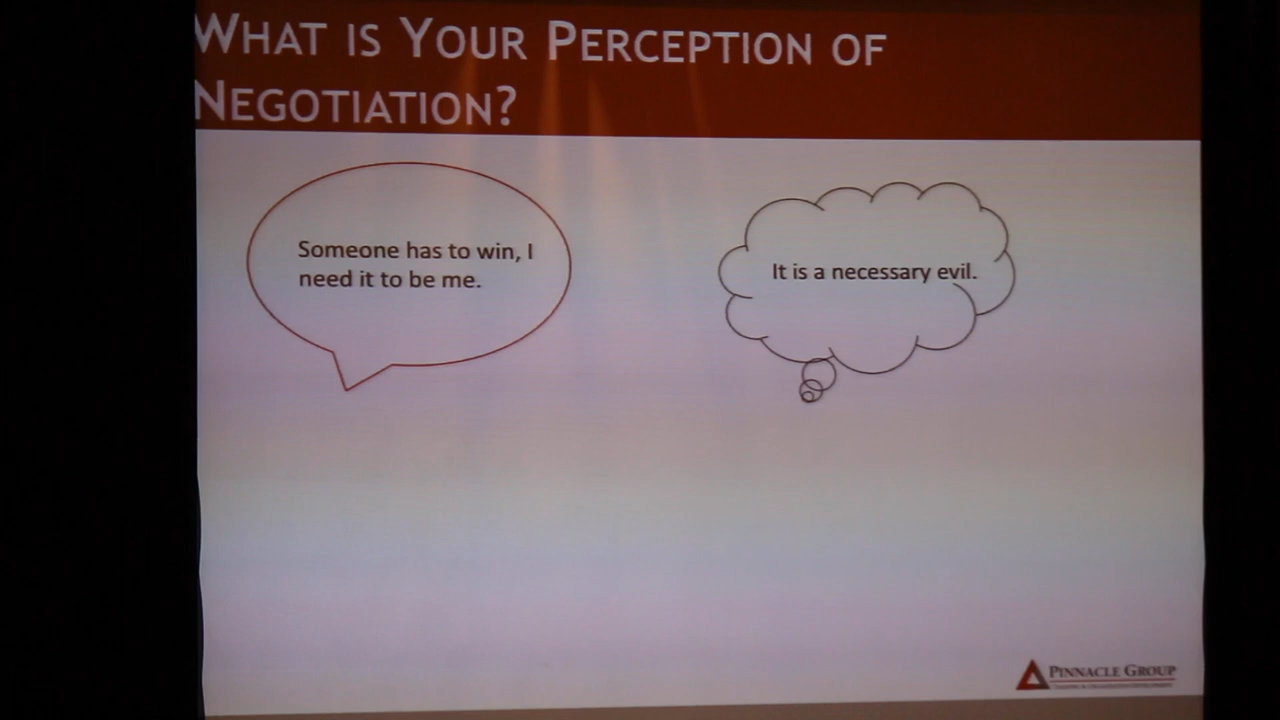 WHAT IS YOUR PERCEPTION OF
NEGOTIATION?
Someone has to win, I
need it to be me.
It is a necessary evil.
PINNACLE GROUP